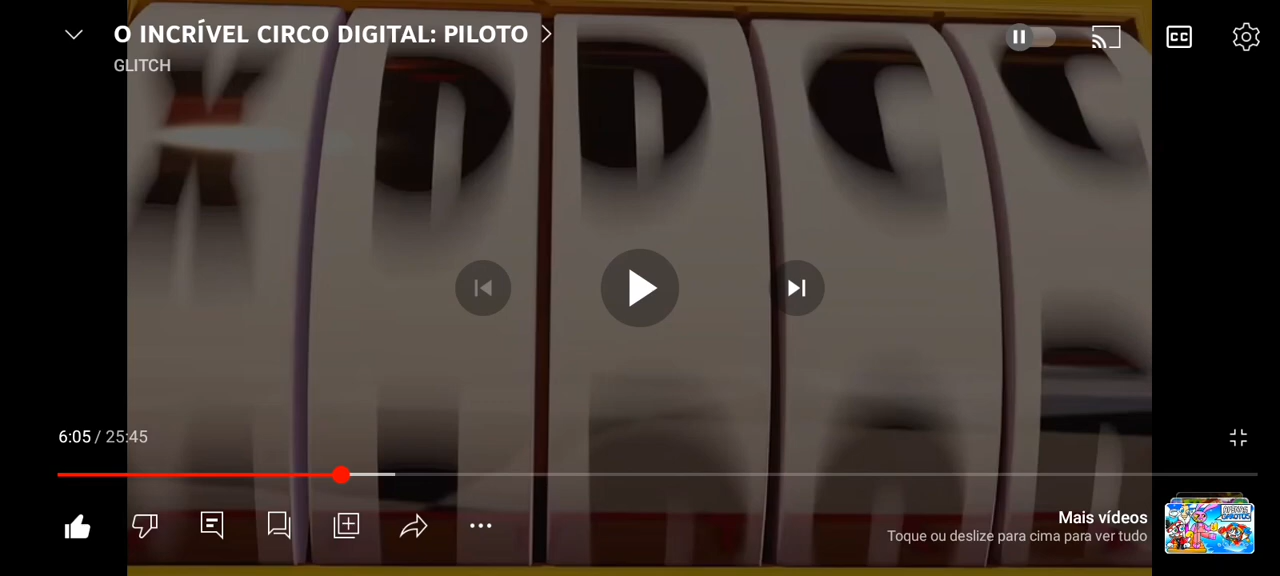 O INCRÍVEL CIRCO DIGITAL: PILOTO
GLITCH
CC
6:05 / 25:45
Mais vídeos
Toque ou deslize para cima para ver tudo